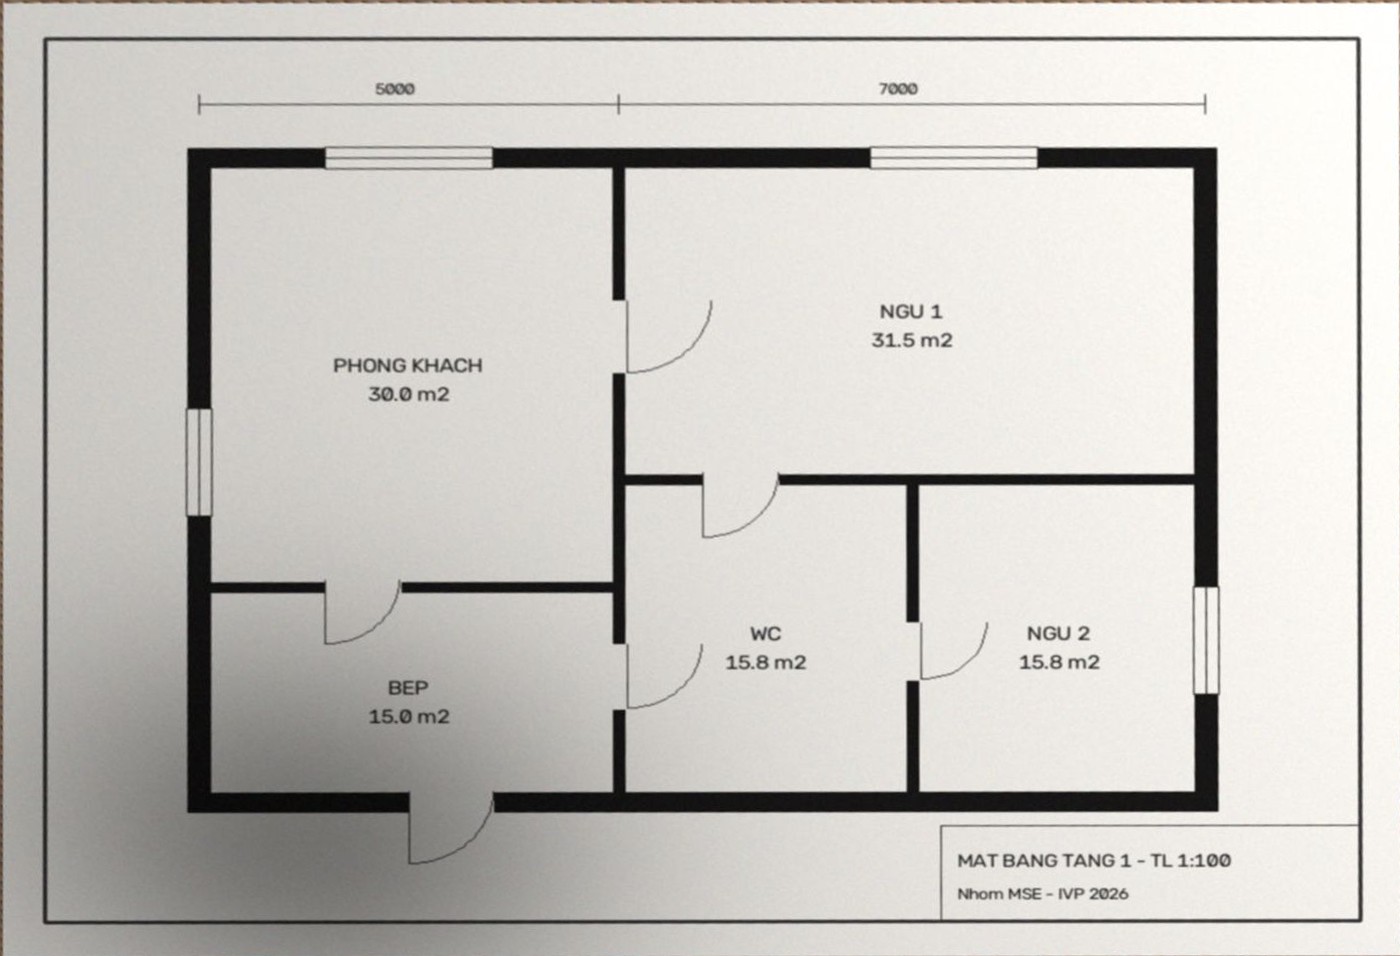 5000
7000
NGU 1
31.5 m2
PHONG KHACH
30.0 m2
WC
15.8 m2
NGU 2
15.8 m2
BEP
15.0 m2
MAT BANG TANG 1 - TL 1:100
Nhom MSE - IVP 2026